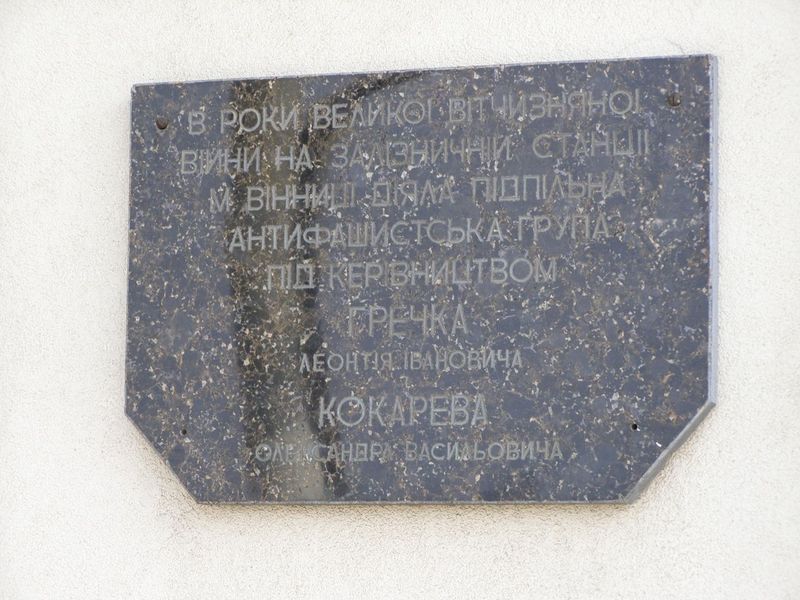 В РОКИ ВЕЛИКОЇ ВІТЧИЗНЯНОЇ
ВІЙНИ НА ЗАЛІЗНИЧНІЙ СТАНЦІЇ
М ВІННИЦІ ДІЯЛА ПІДПІЛЬНА
АНТИФАШИСТСЬКА ГРУПА
ПІД КЕРІВНИЦТВОМ
ГРЕЧКА
ЛЕОНТІЯ ІВАНОВИЧА
КОКАРЕВА
ОЛЕКСАНДРА ВАСИЛЬОВИЧА